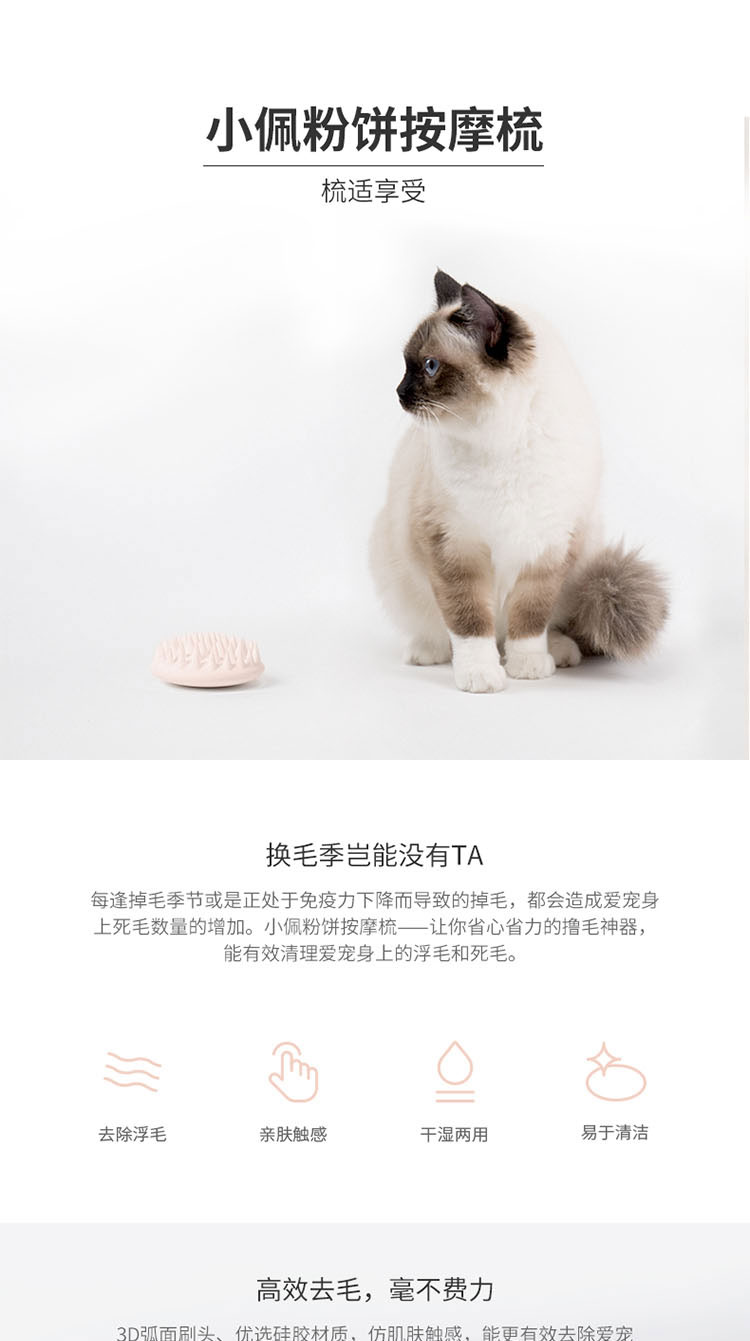 小佩粉饼按摩梳
梳适享受
换毛季岂能没有TA
每逢掉毛季节或是正处于免疫力下降而导致的掉毛，都会造成爱宠身
上死毛数量的增加。小佩粉饼按摩梳——让你省心省力的撸毛神器，
能有效清理爱宠身上的浮毛和死毛。
去除浮毛
亲肤触感
干湿两用
易于清洁
高效去毛，毫不费力
3D弧面刷头、优选硅胶材质，仿肌肤触感，能更有效去除爱宠